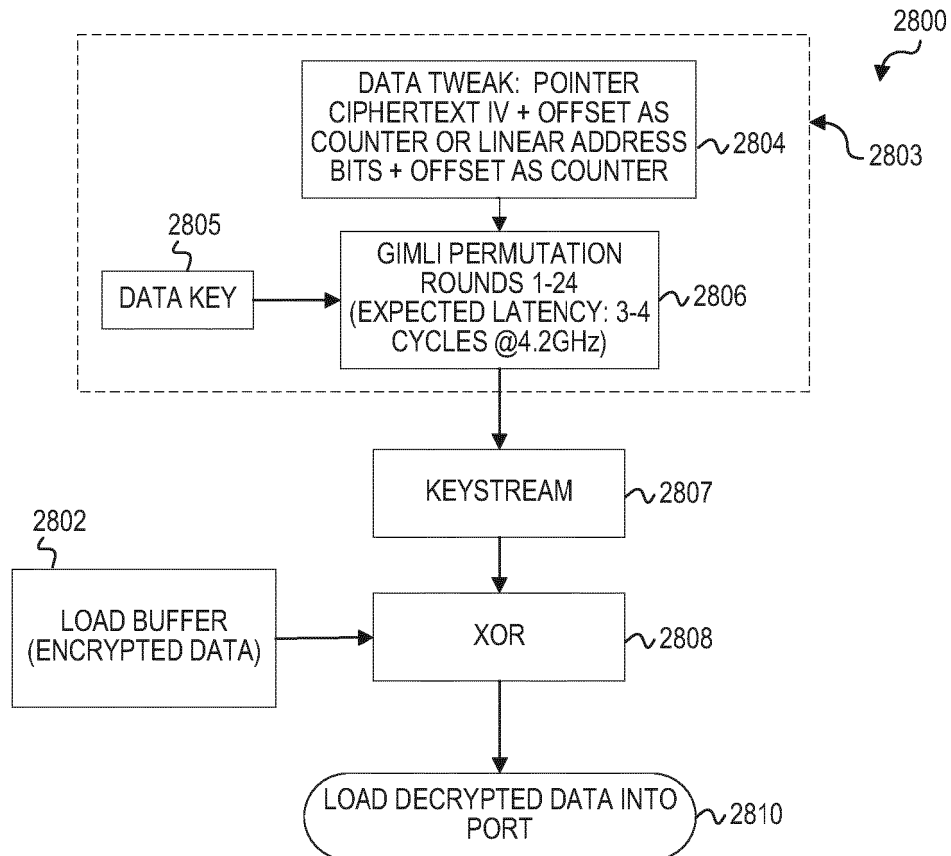 2800
DATA TWEAK: POINTER
CIPHERTEXT IV + OFFSET AS
COUNTER OR LINEAR ADDRESS
BITS + OFFSET AS COUNTER
2804
2803
2805
DATA KEY
GIMLI PERMUTATION
ROUNDS 1-24
(EXPECTED LATENCY: 3-4
CYCLES @4.2GHz)
2806
KEYSTREAM
2807
2802
LOAD BUFFER
(ENCRYPTED DATA)
XOR
2808
LOAD DECRYPTED DATA INTO
PORT
2810